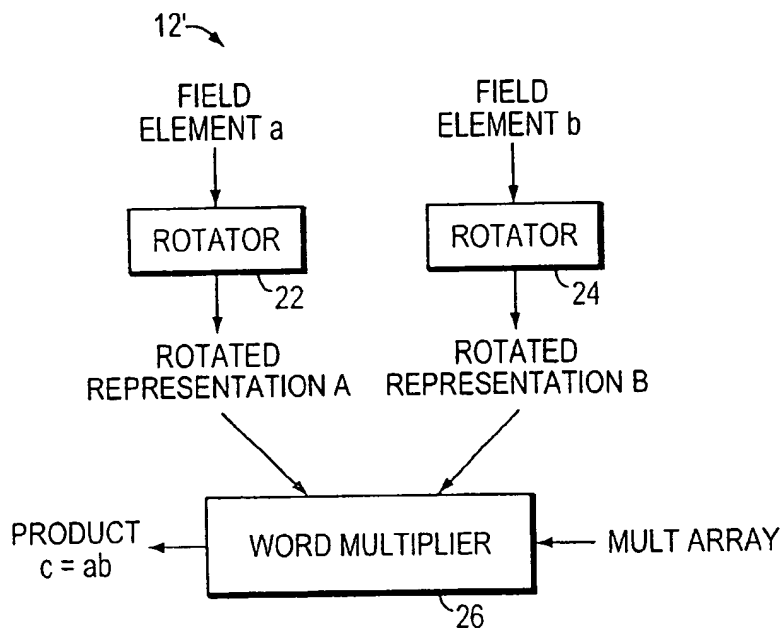 12'
FIELD
ELEMENT a
FIELD
ELEMENT b
ROTATOR
22
ROTATOR
24
ROTATED
REPRESENTATION A
ROTATED
REPRESENTATION B
PRODUCT
c = ab
WORD MULTIPLIER
26
MULT ARRAY